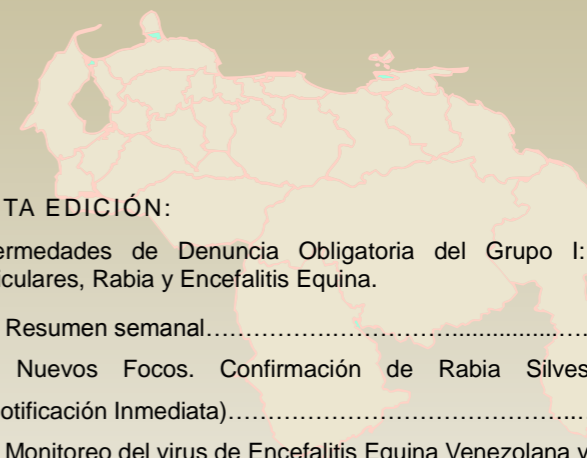 TA EDICIÓN:
ermedades de Denuncia Obligatoria del Grupo I:
iculares, Rabia y Encefalitis Equina.
Resumen semanal…………………………................…..
Nuevos Focos. Confirmación de Rabia Silves
otificación Inmediata)…………………………………...…
Monitoreo del virus de Encefalitis Equina Venezolana y